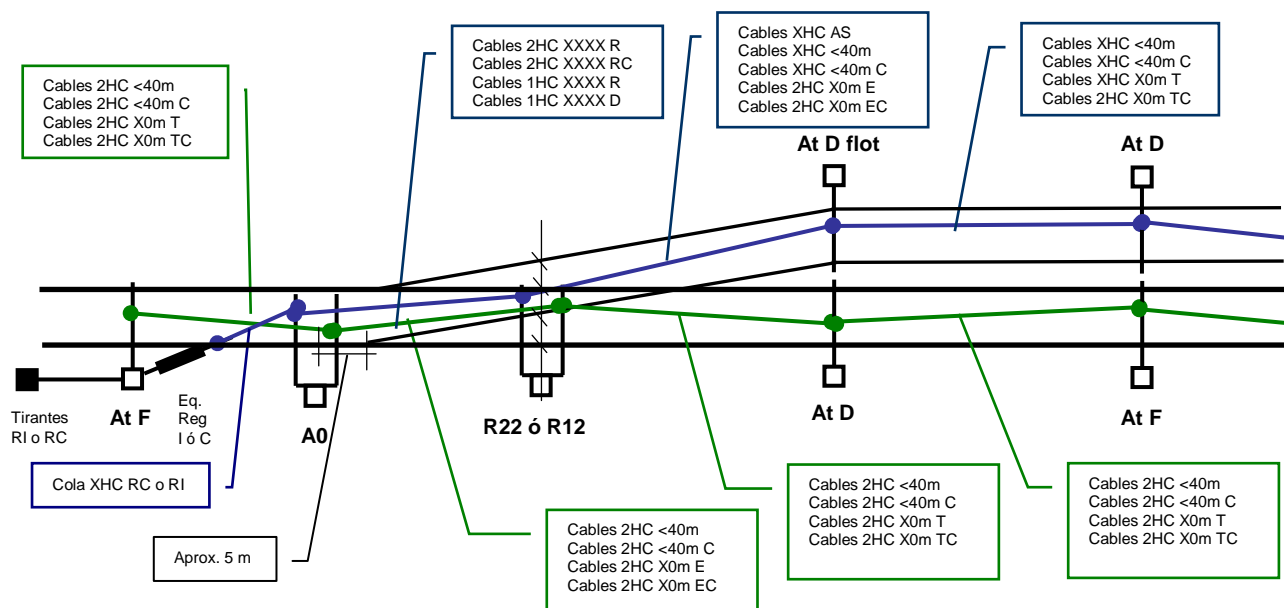 Cables 2HC <40m
Cables 2HC <40m C
Cables 2HC X0m T
Cables 2HC X0m TC
Cables 2HC XXXX R
Cables 2HC XXXX RC
Cables 1HC XXXX R
Cables 1HC XXXX D
Cables XHC AS
Cables XHC <40m
Cables XHC <40m C
Cables 2HC X0m E
Cables 2HC X0m EC
Cables XHC <40m
Cables XHC <40m C
Cables XHC X0m T
Cables 2HC X0m TC
At D flot
At D
Tirantes
RI o RC
At F
Eq.
Reg
I ó C
A0
R22 ó R12
At D
At F
Cola XHC RC o RI
Aprox. 5 m
Cables 2HC <40m
Cables 2HC <40m C
Cables 2HC X0m E
Cables 2HC X0m EC
Cables 2HC <40m
Cables 2HC <40m C
Cables 2HC X0m T
Cables 2HC X0m TC
Cables 2HC <40m
Cables 2HC <40m C
Cables 2HC X0m T
Cables 2HC X0m TC